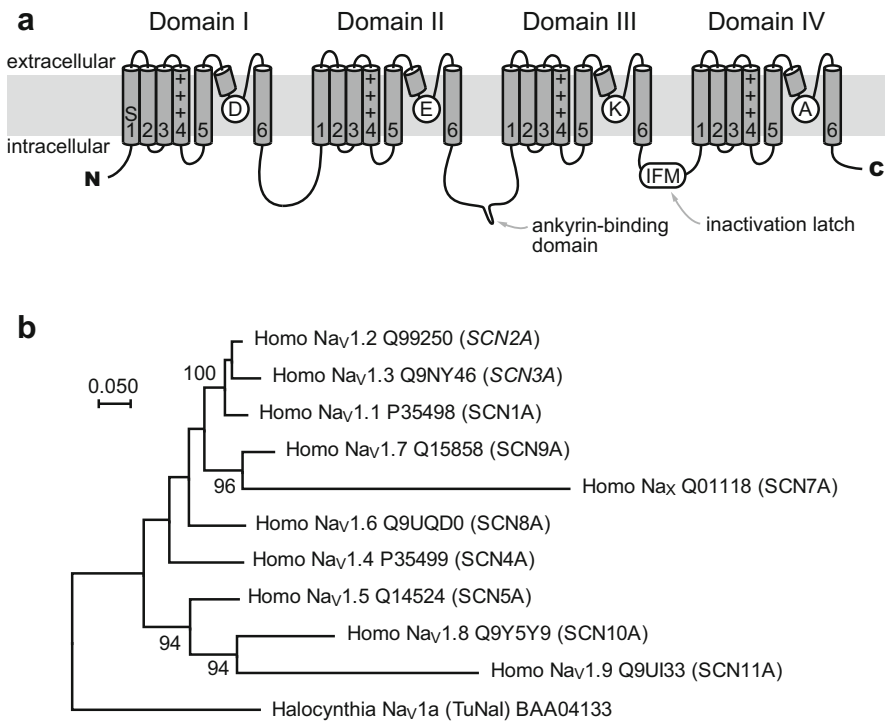 a
Domain I Domain II Domain III Domain IV
extracellular
+ + + +
+ + + +
+ + + +
D E K A
S
1 2 3 4 5 6 1 2 3 4 5 6 1 2 3 4 5 6 1 2 3 4 5 6
intracellular
N IFM C
ankyrin-binding
domain
inactivation latch
b
Homo NaV1.2 Q99250 (SCN2A)
100 Homo NaV1.3 Q9NY46 (SCN3A)
0.050
Homo NaV1.1 P35498 (SCN1A)
Homo NaV1.7 Q15858 (SCN9A)
96 Homo NaX Q01118 (SCN7A)
Homo NaV1.6 Q9UQD0 (SCN8A)
Homo NaV1.4 P35499 (SCN4A)
Homo NaV1.5 Q14524 (SCN5A)
94 Homo NaV1.8 Q9Y5Y9 (SCN10A)
94 Homo NaV1.9 Q9UI33 (SCN11A)
Halocynthia NaV1a (TuNaI) BAA04133